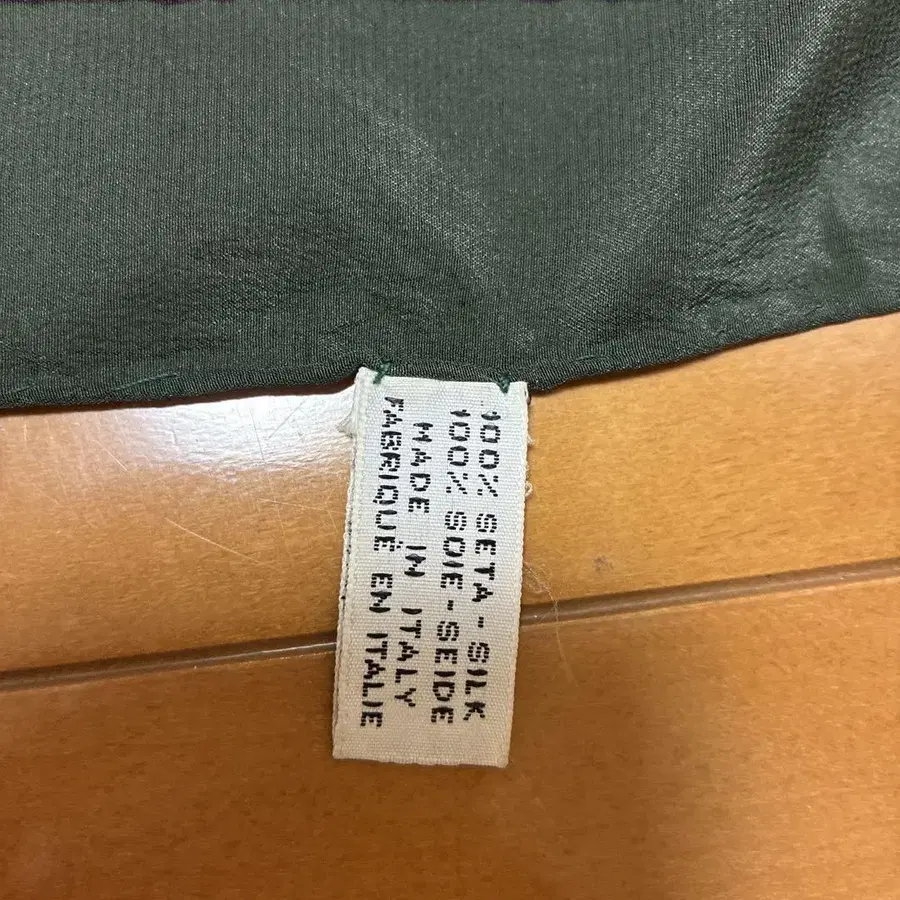 100% SETA - SILK
100% SOIE - SEIDE
MADE IN ITALY
FABRIQUÉ EN ITALIE